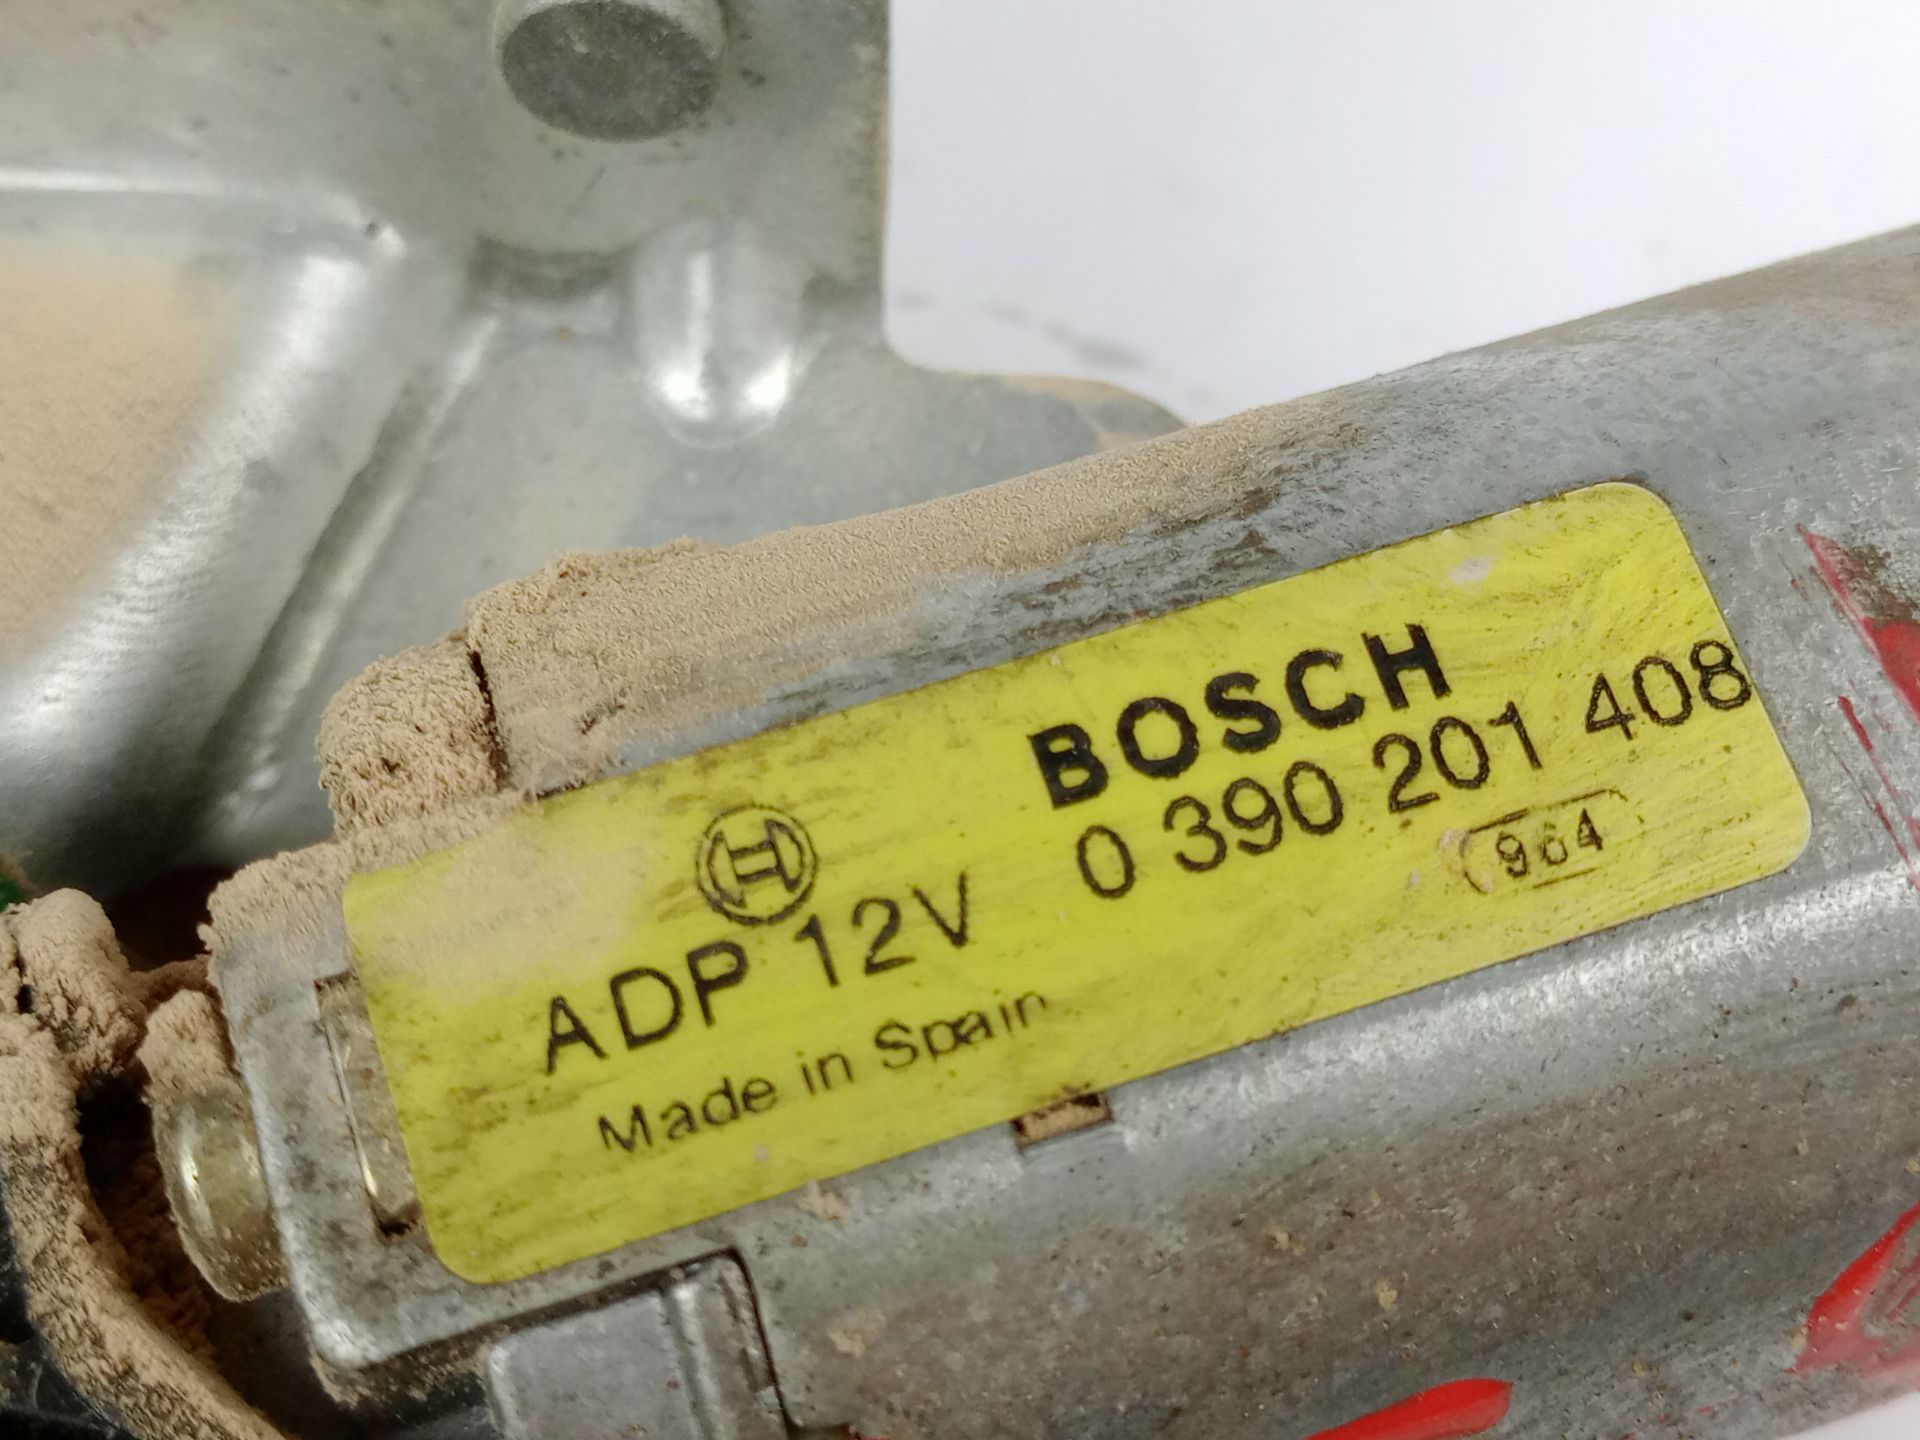 BOSCH
0 390 201 408
964
ADP 12V
Made in Spain